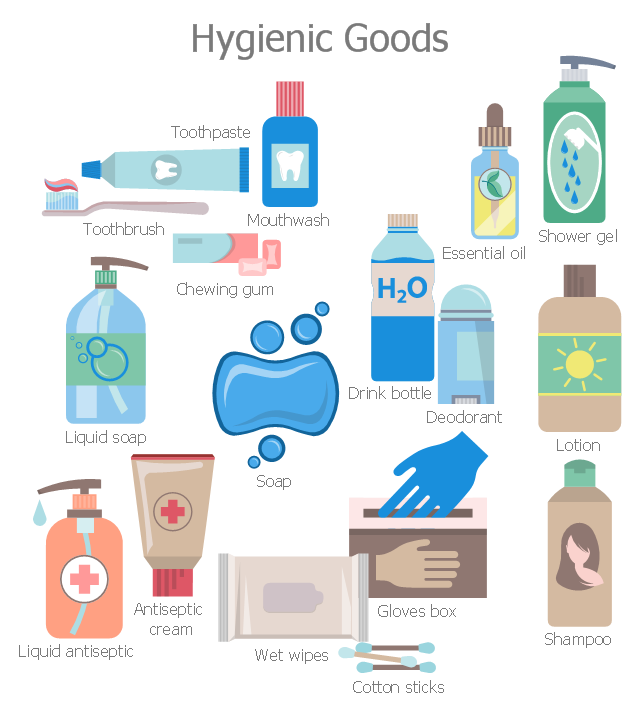 Hygienic Goods
Toothpaste
Toothbrush
Mouthwash
Essential oil
Shower gel
Chewing gum
H2O
Drink bottle
Deodorant
Liquid soap
Lotion
Soap
Antiseptic
cream
Gloves box
Liquid antiseptic
Wet wipes
Shampoo
Cotton sticks